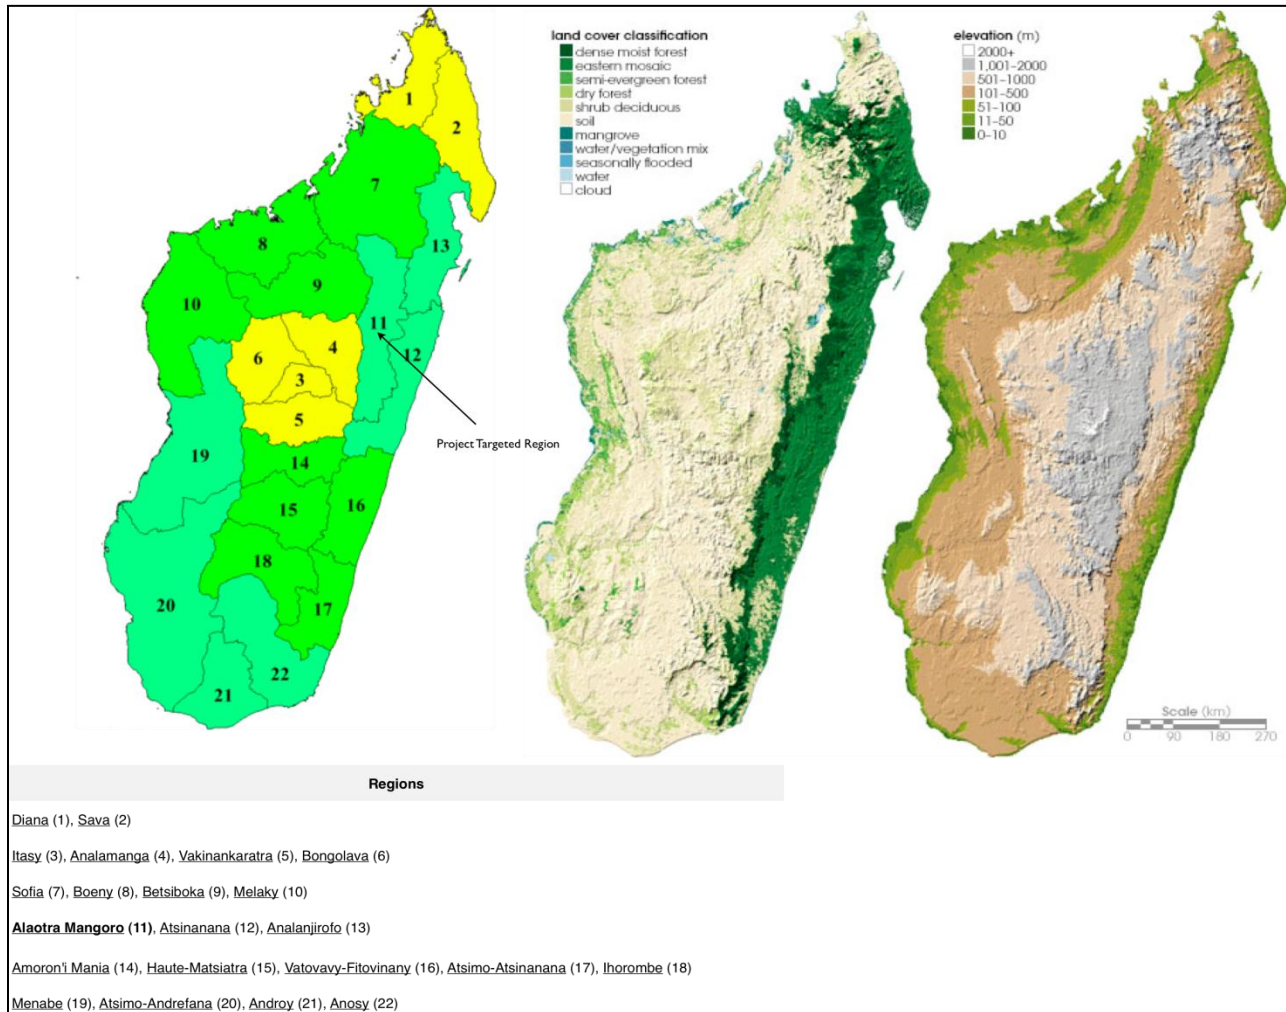 1
2
7
8
13
9
10
11
12
6
4
3
5
Project Targeted Region
19
14
15
16
18
20
17
22
21
land cover classification
dense moist forest
eastern mosaic
semi-evergreen forest
dry forest
shrub deciduous
soil
mangrove
water/vegetation mix
seasonally flooded
water
cloud
elevation (m)
2000+
1,001-2000
501-1000
101-500
51-100
11-50
0-10
Scale (km)
0 90 180 270
Regions
Diana (1), Sava (2)
Itasy (3), Analamanga (4), Vakinankaratra (5), Bongolava (6)
Sofia (7), Boeny (8), Betsiboka (9), Melaky (10)
Alaotra Mangoro (11), Atsinanana (12), Analanjirofo (13)
Amoron'i Mania (14), Haute-Matsiatra (15), Vatovavy-Fitovinany (16), Atsimo-Atsinanana (17), Ihorombe (18)
Menabe (19), Atsimo-Andrefana (20), Androy (21), Anosy (22)